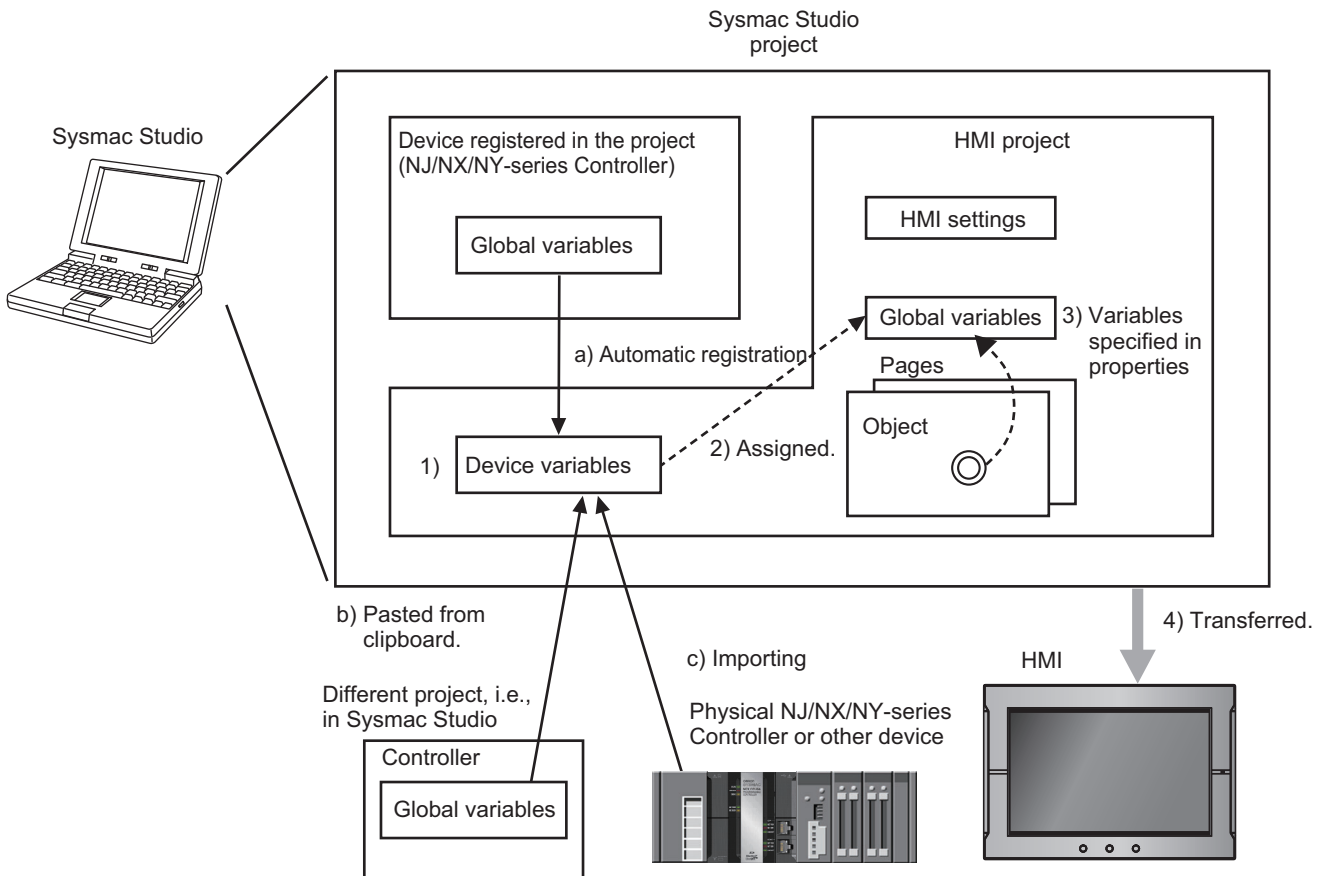 Sysmac Studio
project
Sysmac Studio
Device registered in the project
(NJ/NX/NY-series Controller)
Global variables
HMI project
HMI settings
Global variables
3) Variables
specified in
properties
a) Automatic registration
Pages
Object
1)
Device variables
2) Assigned.
b) Pasted from
clipboard.
4) Transferred.
c) Importing
HMI
Different project, i.e.,
in Sysmac Studio
Physical NJ/NX/NY-series
Controller or other device
Controller
Global variables